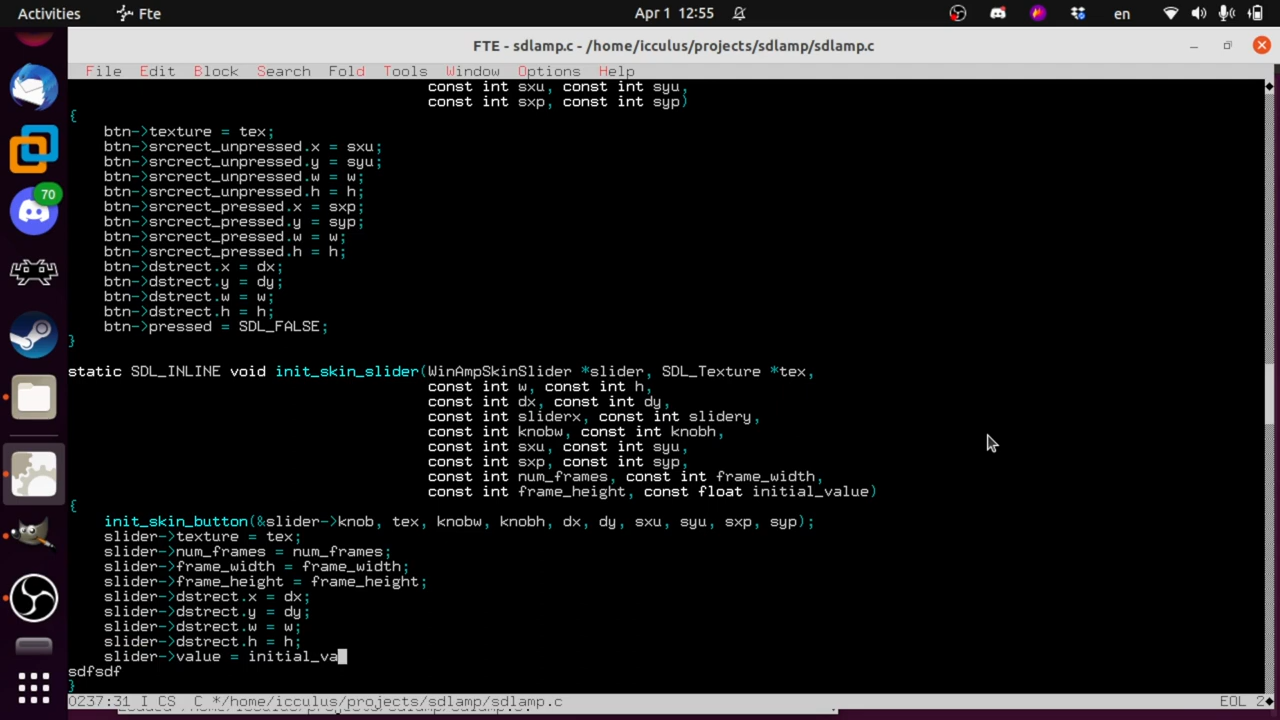 Activities Fte Apr 1 12:55 en
FTE - sdlamp.c - /home/icculus/projects/sdlamp/sdlamp.c
File Edit Block Search Fold Tools Window Options Help
const int sxu, const int syu,
const int sxp, const int syp)
{
btn->texture = tex;
btn->srcrect_unpressed.x = sxu;
btn->srcrect_unpressed.y = syu;
btn->srcrect_unpressed.w = w;
btn->srcrect_unpressed.h = h;
btn->srcrect_pressed.x = sxp;
btn->srcrect_pressed.y = syp;
btn->srcrect_pressed.w = w;
btn->srcrect_pressed.h = h;
btn->dstrect.x = dx;
btn->dstrect.y = dy;
btn->dstrect.w = w;
btn->dstrect.h = h;
btn->pressed = SDL_FALSE;
}
static SDL_INLINE void init_skin_slider(WinAmpSkinSlider *slider, SDL_Texture *tex,
const int w, const int h,
const int dx, const int dy,
const int sliderx, const int slidery,
const int knobw, const int knobh,
const int sxu, const int syu,
const int sxp, const int syp,
const int num_frames, const int frame_width,
const int frame_height, const float initial_value)
{
init_skin_button(&slider->knob, tex, knobw, knobh, dx, dy, sxu, syu, sxp, syp);
slider->texture = tex;
slider->num_frames = num_frames;
slider->frame_width = frame_width;
slider->frame_height = frame_height;
slider->dstrect.x = dx;
slider->dstrect.y = dy;
slider->dstrect.w = w;
slider->dstrect.h = h;
slider->value = initial_va
sdfsdf
}
0237:31 I CS C */home/icculus/projects/sdlamp/sdlamp.c EOL 2
70